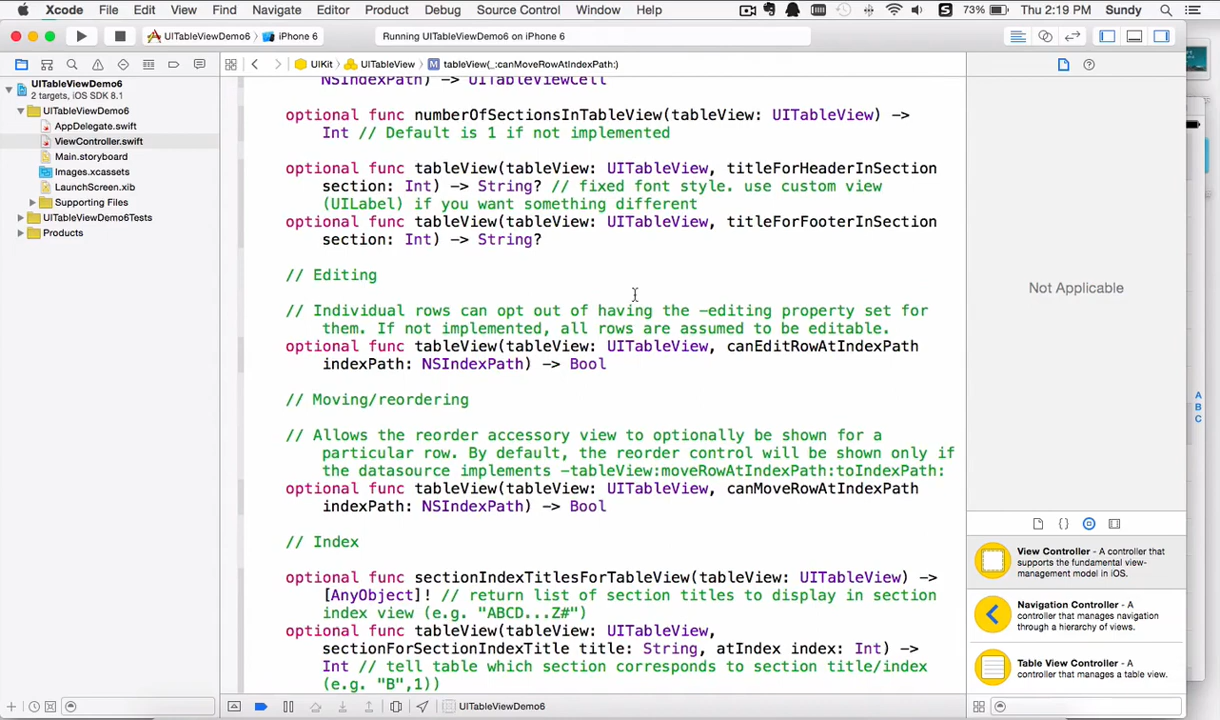 Xcode File Edit View Find Navigate Editor Product Debug Source Control Window Help 73% Thu 2:19 PM Sundy
UITableViewDemo6 iPhone 6 Running UITableViewDemo6 on iPhone 6
UIKit UITableView M tableView(_:canMoveRowAtIndexPath:)
UITableViewDemo6
2 targets, iOS SDK 8.1
UITableViewDemo6
AppDelegate.swift
ViewController.swift
Main.storyboard
Images.xcassets
LaunchScreen.xib
Supporting Files
UITableViewDemo6Tests
Products
NSIndexPath) -> UITableViewCell
optional func numberOfSectionsInTableView(tableView: UITableView) ->
Int // Default is 1 if not implemented
optional func tableView(tableView: UITableView, titleForHeaderInSection
section: Int) -> String? // fixed font style. use custom view
(UILabel) if you want something different
optional func tableView(tableView: UITableView, titleForFooterInSection
section: Int) -> String?
// Editing
// Individual rows can opt out of having the -editing property set for
them. If not implemented, all rows are assumed to be editable.
optional func tableView(tableView: UITableView, canEditRowAtIndexPath
indexPath: NSIndexPath) -> Bool
// Moving/reordering
// Allows the reorder accessory view to optionally be shown for a
particular row. By default, the reorder control will be shown only if
the datasource implements -tableView:moveRowAtIndexPath:toIndexPath:
optional func tableView(tableView: UITableView, canMoveRowAtIndexPath
indexPath: NSIndexPath) -> Bool
// Index
optional func sectionIndexTitlesForTableView(tableView: UITableView) ->
[AnyObject]! // return list of section titles to display in section
index view (e.g. "ABCD...Z#")
optional func tableView(tableView: UITableView,
sectionForSectionIndexTitle title: String, atIndex index: Int) ->
Int // tell table which section corresponds to section title/index
(e.g. "B",1))
UITableViewDemo6
Not Applicable
View Controller - A controller that
supports the fundamental view-
management model in iOS.
Navigation Controller - A
controller that manages navigation
through a hierarchy of views.
Table View Controller - A
controller that manages a table view.
A
B
C